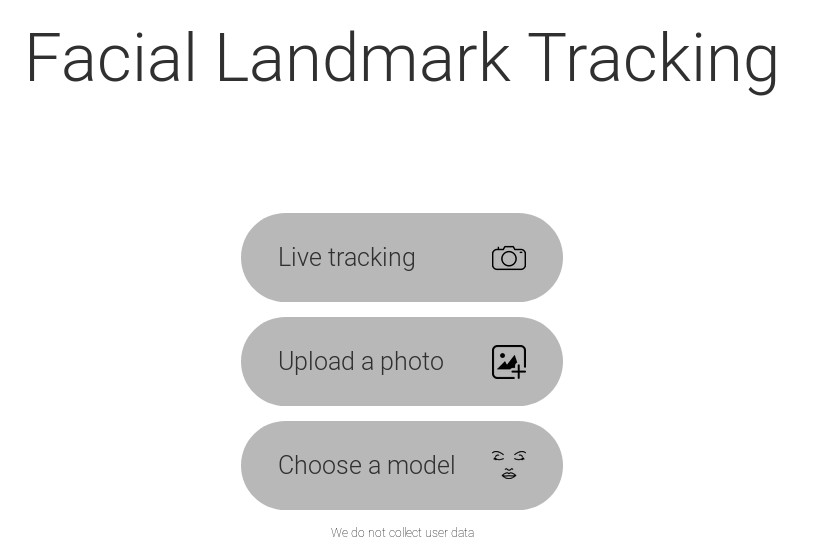 Facial Landmark Tracking
Live tracking
Upload a photo
Choose a model
We do not collect user data